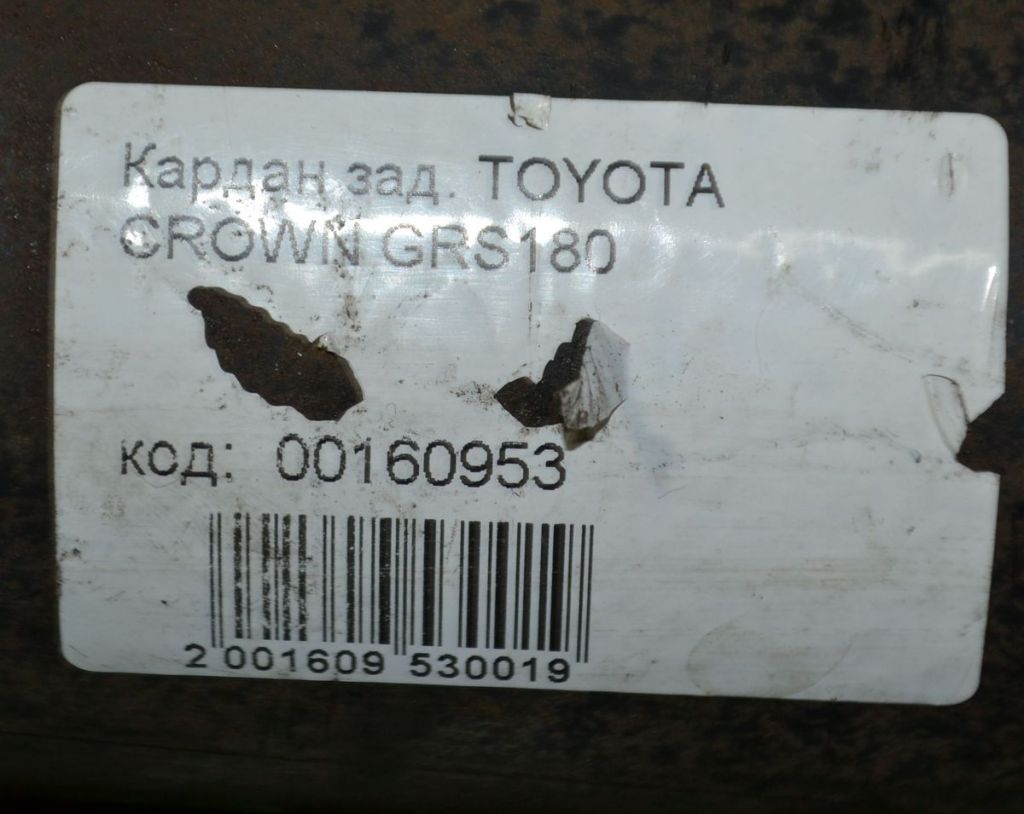 Кардан зад. TOYOTA
CROWN GRS180
код: 00160953
2 001609 530019